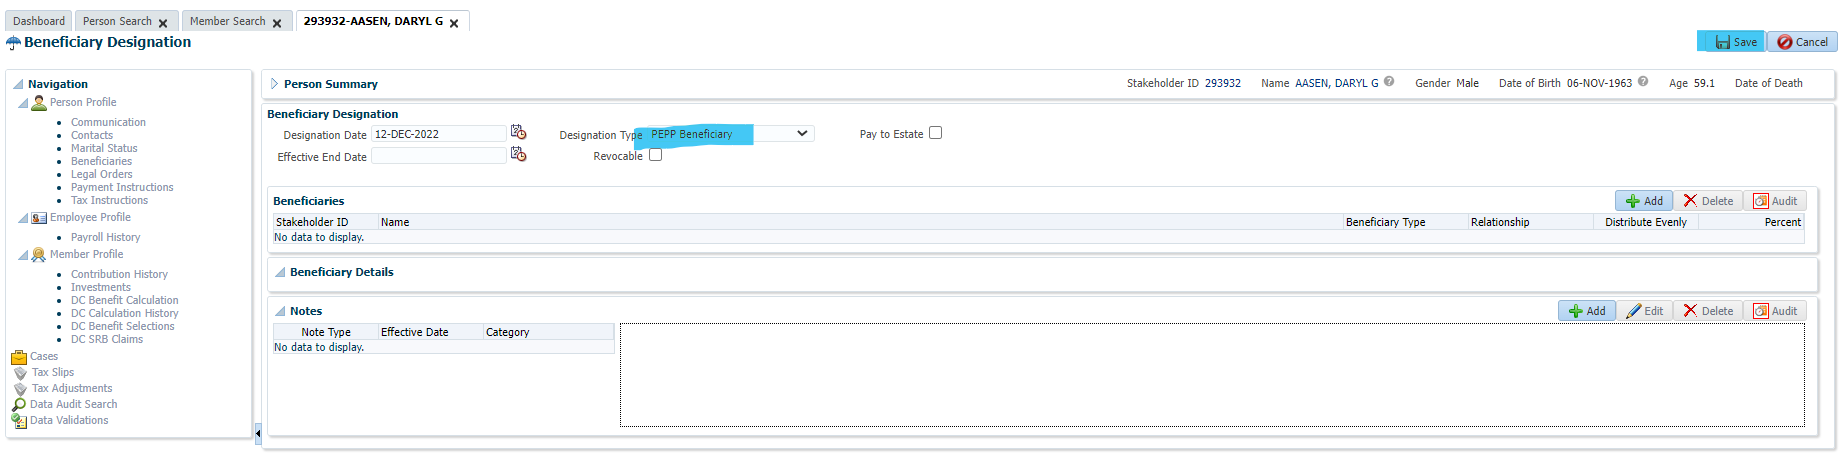 Dashboard Person Search Member Search 293932-AASEN, DARYL G
Beneficiary Designation Save Cancel
Navigation
Person Profile
Communication
Contacts
Marital Status
Beneficiaries
Legal Orders
Payment Instructions
Tax Instructions
Employee Profile
Payroll History
Member Profile
Contribution History
Investments
DC Benefit Calculation
DC Calculation History
DC Benefit Selections
DC SRB Claims
Cases
Tax Slips
Tax Adjustments
Data Audit Search
Data Validations
Person Summary Stakeholder ID 293932 Name AASEN, DARYL G Gender Male Date of Birth 06-NOV-1963 Age 59.1 Date of Death
Beneficiary Designation
Designation Date 12-DEC-2022 Designation Type PEPP Beneficiary Pay to Estate
Effective End Date Revocable
Beneficiaries Add Delete Audit
Stakeholder ID Name Beneficiary Type Relationship Distribute Evenly Percent
No data to display.
Beneficiary Details
Notes Add Edit Delete Audit
Note Type Effective Date Category
No data to display.